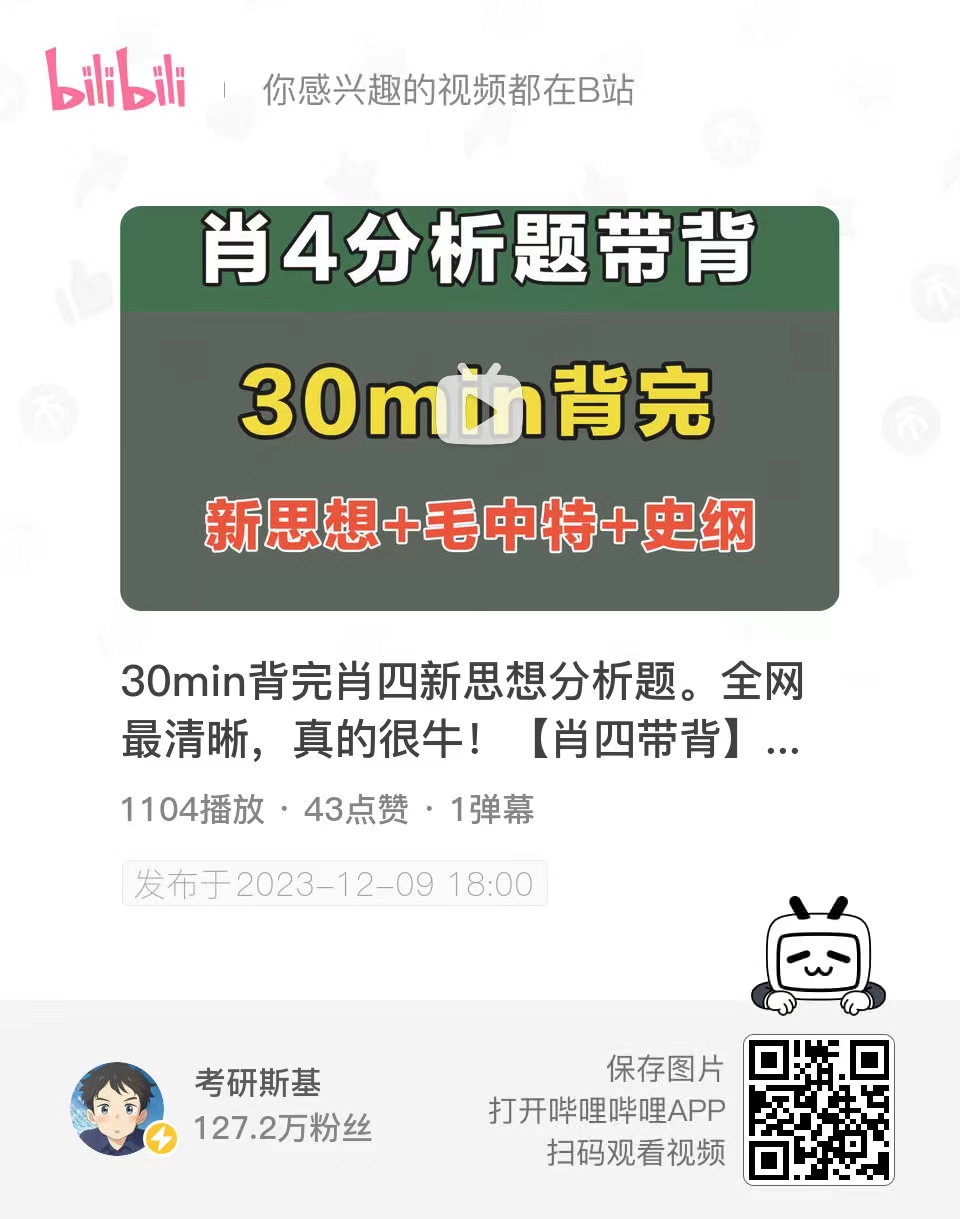 bilibili
你感兴趣的视频都在B站
肖4分析题带背
30min背完
新思想+毛中特+史纲
30min背完肖四新思想分析题。全网
最清晰，真的很牛！【肖四带背】...
1104播放 · 43点赞 · 1弹幕
发布于2023-12-09 18:00
考研斯基
127.2万粉丝
保存图片
打开哔哩哔哩APP
扫码观看视频